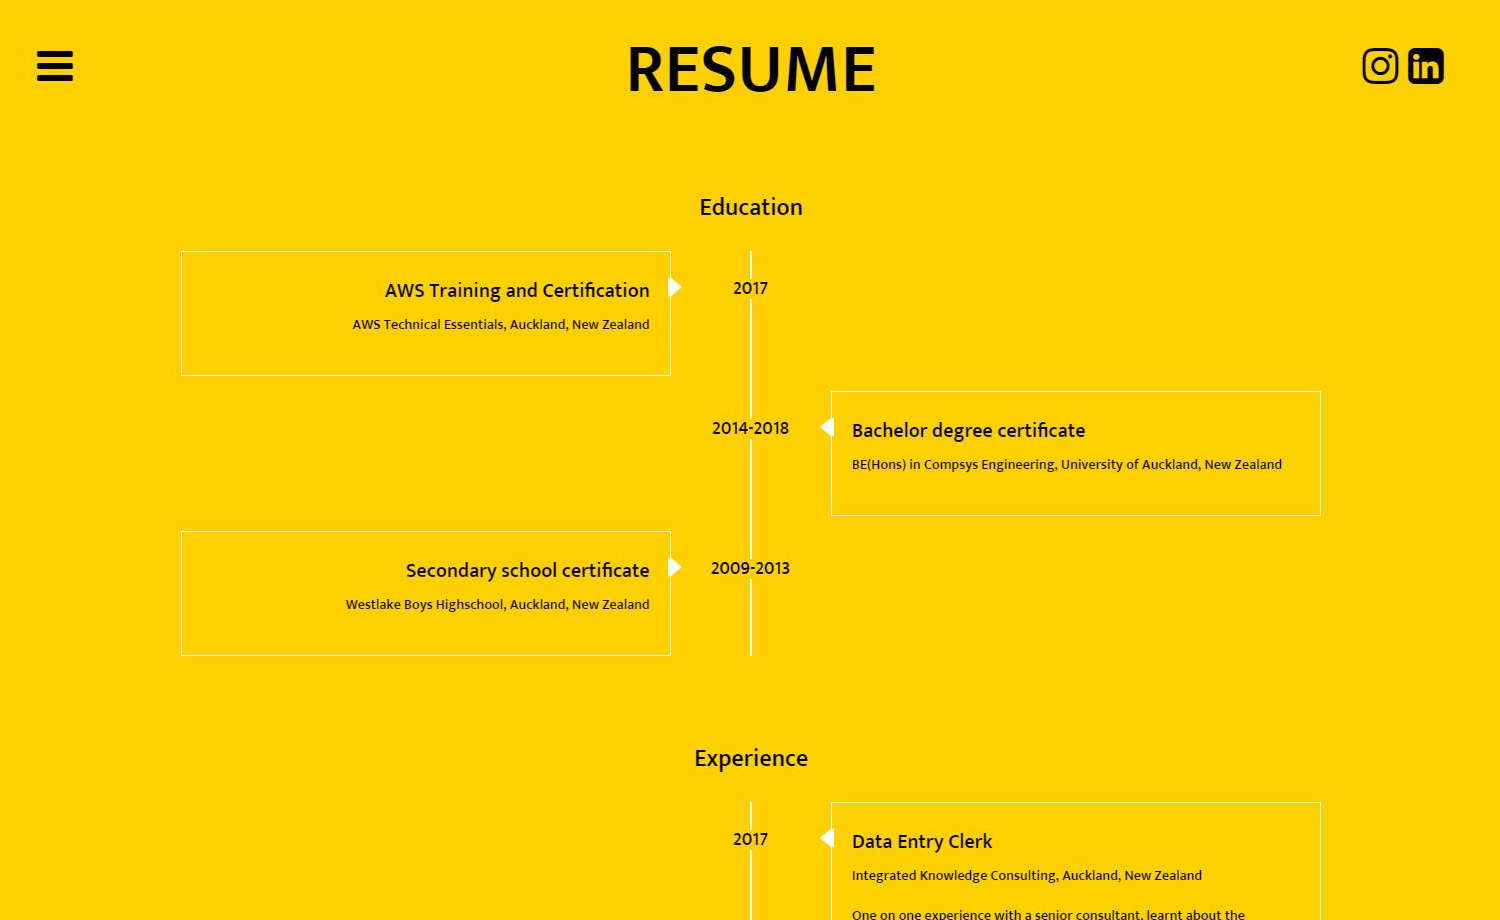 RESUME
Education
AWS Training and Certification
AWS Technical Essentials, Auckland, New Zealand
2017
2014-2018
Bachelor degree certificate
BE(Hons) in Compsys Engineering, University of Auckland, New Zealand
Secondary school certificate
Westlake Boys Highschool, Auckland, New Zealand
2009-2013
Experience
2017
Data Entry Clerk
Integrated Knowledge Consulting, Auckland, New Zealand
One on one experience with a senior consultant, learnt about the